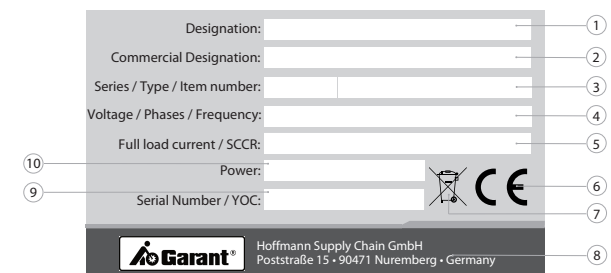 Designation: 1
Commercial Designation: 2
Series / Type / Item number: 3
Voltage / Phases / Frequency: 4
Full load current / SCCR: 5
10 Power:
6
9 Serial Number / YOC:
CE
7
Garant®
Hoffmann Supply Chain GmbH
Poststraße 15 • 90471 Nuremberg • Germany 8